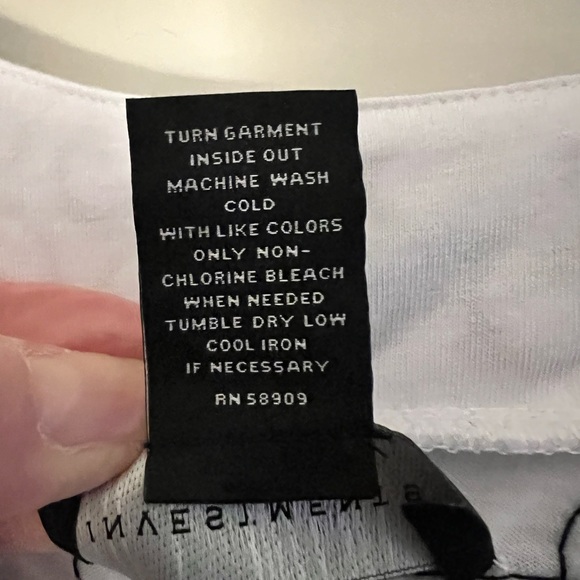 TURN GARMENT
INSIDE OUT
MACHINE WASH
COLD
WITH LIKE COLORS
ONLY NON-
CHLORINE BLEACH
WHEN NEEDED
TUMBLE DRY LOW
COOL IRON
IF NECESSARY
RN 58909
INVESTMENTS